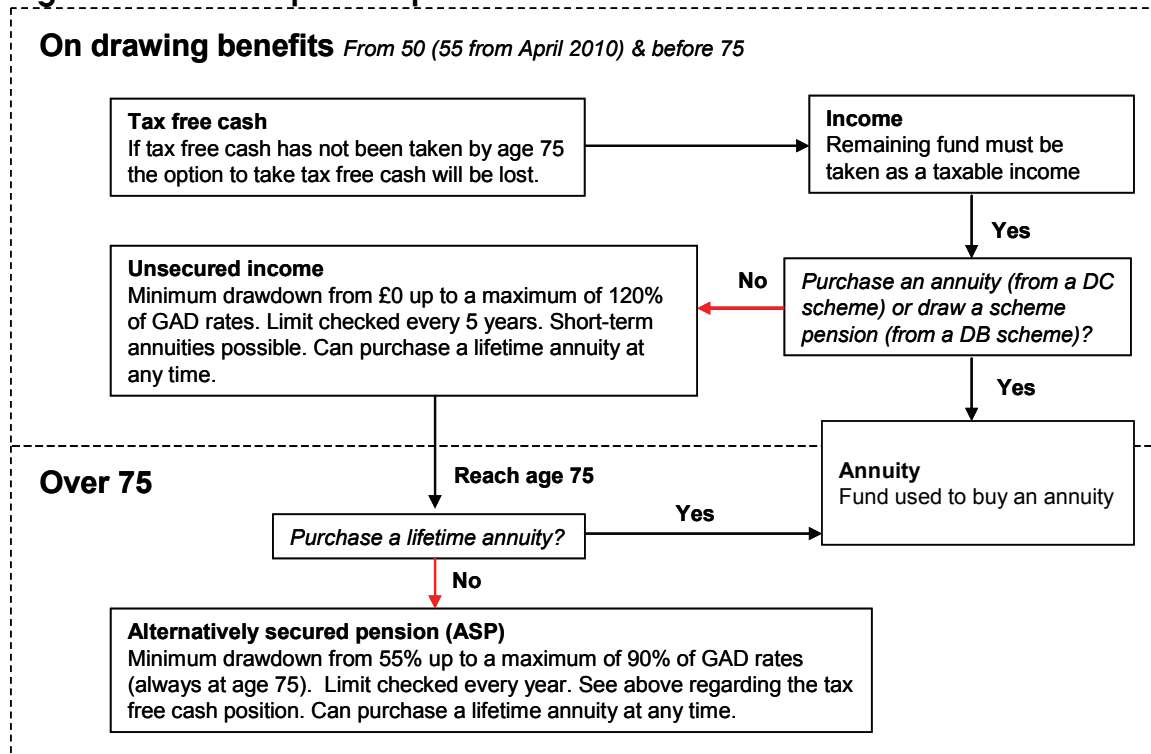 On drawing benefits From 50 (55 from April 2010) & before 75
Tax free cash
If tax free cash has not been taken by age 75
the option to take tax free cash will be lost.
Income
Remaining fund must be
taken as a taxable income
Yes
Unsecured income
Minimum drawdown from £0 up to a maximum of 120%
of GAD rates. Limit checked every 5 years. Short-term
annuities possible. Can purchase a lifetime annuity at
any time.
No
Purchase an annuity (from a DC
scheme) or draw a scheme
pension (from a DB scheme)?
Yes
Over 75
Reach age 75
Annuity
Fund used to buy an annuity
Purchase a lifetime annuity?
Yes
No
Alternatively secured pension (ASP)
Minimum drawdown from 55% up to a maximum of 90% of GAD rates
(always at age 75). Limit checked every year. See above regarding the tax
free cash position. Can purchase a lifetime annuity at any time.